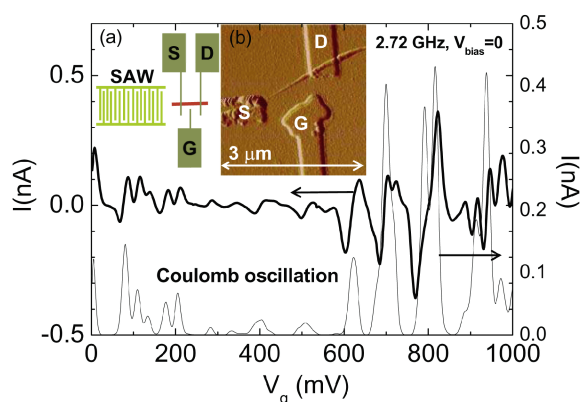 (a)
S
D
SAW
G
(b)
D
S
G
3 μm
2.72 GHz, V_bias=0
Coulomb oscillation
I(nA)
0.5
0.0
-0.5
I(nA)
0.5
0.4
0.3
0.2
0.1
0.0
0 200 400 600 800 1000
V_g (mV)